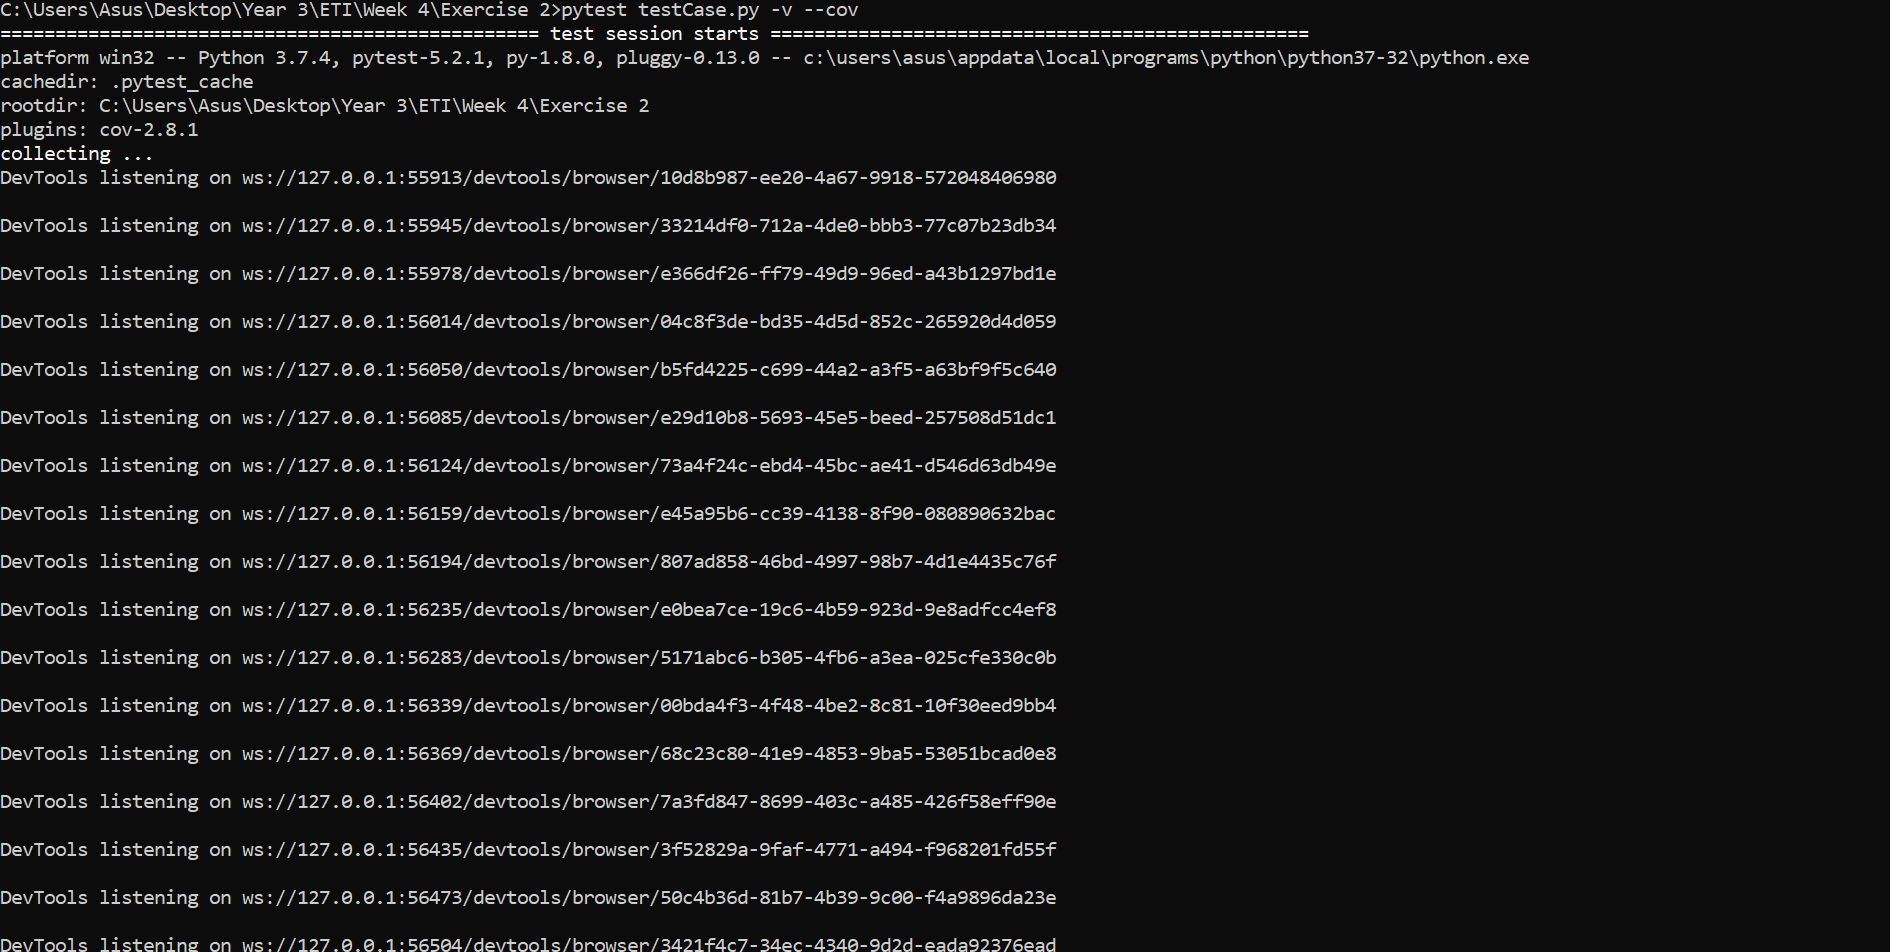 C:\Users\Asus\Desktop\Year 3\ETI\Week 4\Exercise 2>pytest testCase.py -v --cov
================================================= test session starts =================================================
platform win32 -- Python 3.7.4, pytest-5.2.1, py-1.8.0, pluggy-0.13.0 -- c:\users\asus\appdata\local\programs\python\python37-32\python.exe
cachedir: .pytest_cache
rootdir: C:\Users\Asus\Desktop\Year 3\ETI\Week 4\Exercise 2
plugins: cov-2.8.1
collecting ...
DevTools listening on ws://127.0.0.1:55913/devtools/browser/10d8b987-ee20-4a67-9918-572048406980
DevTools listening on ws://127.0.0.1:55945/devtools/browser/33214df0-712a-4de0-bbb3-77c07b23db34
DevTools listening on ws://127.0.0.1:55978/devtools/browser/e366df26-ff79-49d9-96ed-a43b1297bd1e
DevTools listening on ws://127.0.0.1:56014/devtools/browser/04c8f3de-bd35-4d5d-852c-265920d4d059
DevTools listening on ws://127.0.0.1:56050/devtools/browser/b5fd4225-c699-44a2-a3f5-a63bf9f5c640
DevTools listening on ws://127.0.0.1:56085/devtools/browser/e29d10b8-5693-45e5-beed-257508d51dc1
DevTools listening on ws://127.0.0.1:56124/devtools/browser/73a4f24c-ebd4-45bc-ae41-d546d63db49e
DevTools listening on ws://127.0.0.1:56159/devtools/browser/e45a95b6-cc39-4138-8f90-080890632bac
DevTools listening on ws://127.0.0.1:56194/devtools/browser/807ad858-46bd-4997-98b7-4d1e4435c76f
DevTools listening on ws://127.0.0.1:56235/devtools/browser/e0bea7ce-19c6-4b59-923d-9e8adfcc4ef8
DevTools listening on ws://127.0.0.1:56283/devtools/browser/5171abc6-b305-4fb6-a3ea-025cfe330c0b
DevTools listening on ws://127.0.0.1:56339/devtools/browser/00bda4f3-4f48-4be2-8c81-10f30eed9bb4
DevTools listening on ws://127.0.0.1:56369/devtools/browser/68c23c80-41e9-4853-9ba5-53051bcad0e8
DevTools listening on ws://127.0.0.1:56402/devtools/browser/7a3fd847-8699-403c-a485-426f58eff90e
DevTools listening on ws://127.0.0.1:56435/devtools/browser/3f52829a-9faf-4771-a494-f968201fd55f
DevTools listening on ws://127.0.0.1:56473/devtools/browser/50c4b36d-81b7-4b39-9c00-f4a9896da23e
DevTools listening on ws://127.0.0.1:56504/devtools/browser/3421f4c7-34ec-4340-9d2d-eada92376ead